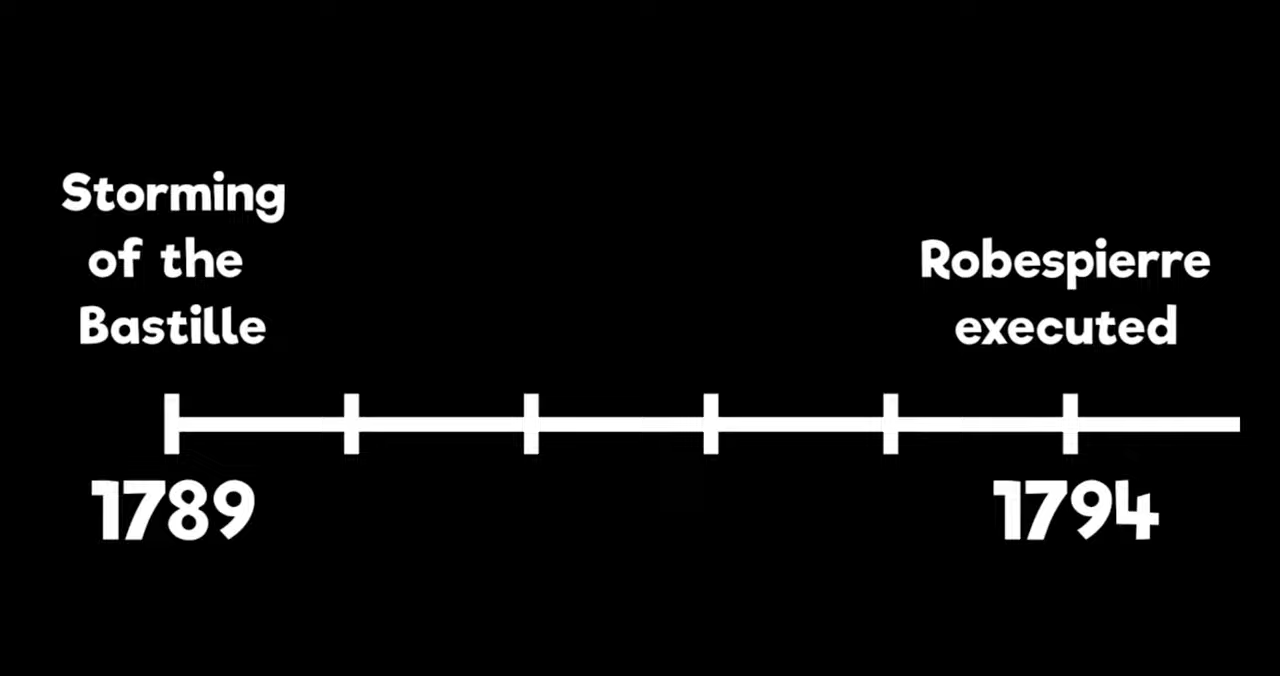 Storming
of the
Bastille
Robespierre
executed
1789
1794